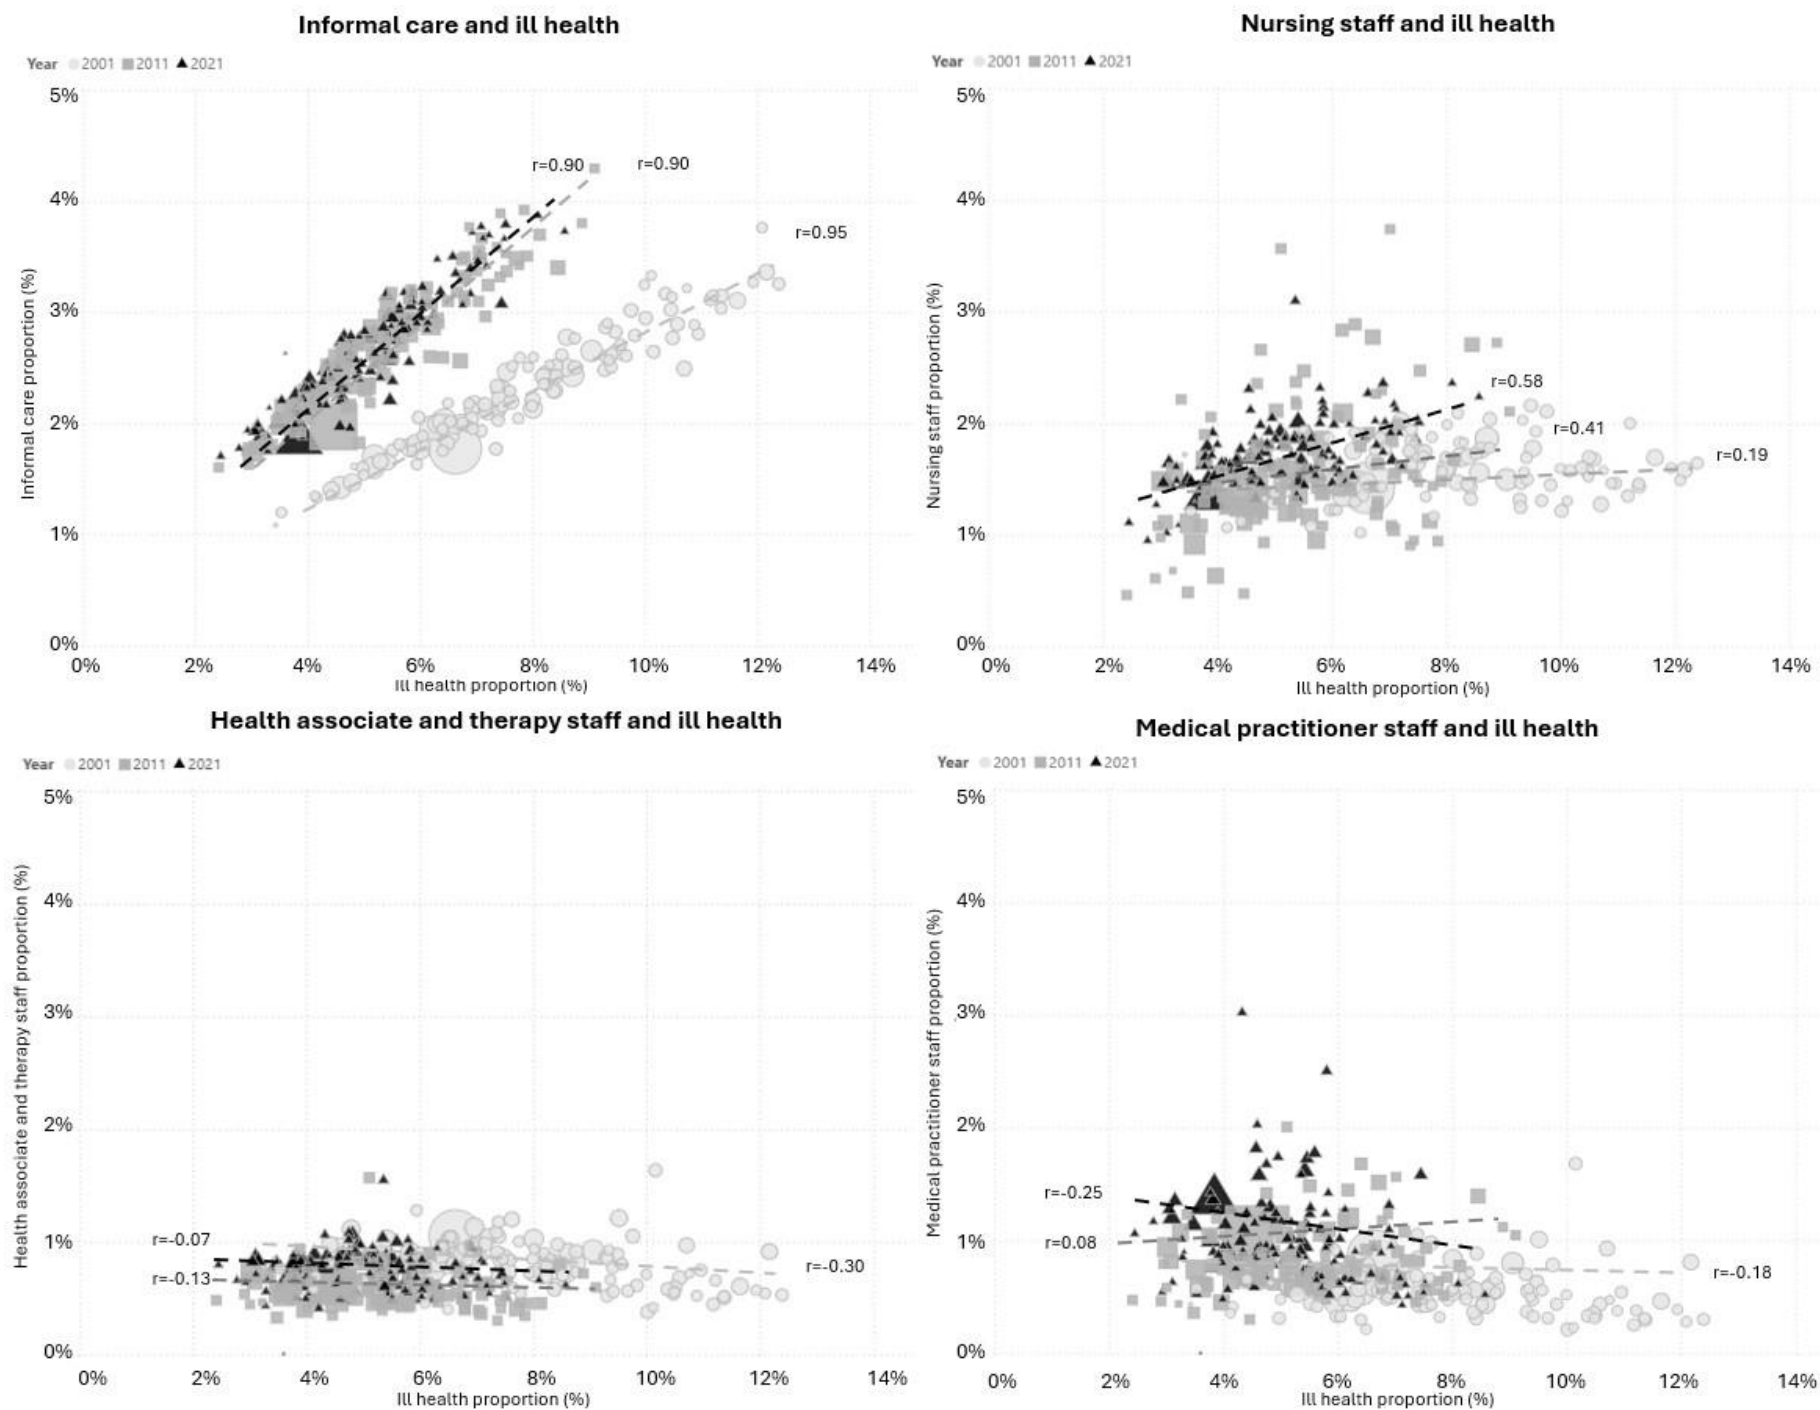 Informal care and ill health
Year 2001 2011 2021
5%
4%
3%
2%
1%
0%
Informal care proportion (%)
r=0.90
r=0.90
r=0.95
0% 2% 4% 6% 8% 10% 12% 14%
Ill health proportion (%)
Nursing staff and ill health
Year 2001 2011 2021
5%
4%
3%
2%
1%
0%
Nursing staff proportion (%)
r=0.58
r=0.41
r=0.19
0% 2% 4% 6% 8% 10% 12% 14%
Ill health proportion (%)
Health associate and therapy staff and ill health
Year 2001 2011 2021
5%
4%
3%
2%
1%
0%
Health associate and therapy staff proportion (%)
r=-0.07
r=-0.13
r=-0.30
0% 2% 4% 6% 8% 10% 12% 14%
Ill health proportion (%)
Medical practitioner staff and ill health
Year 2001 2011 2021
5%
4%
3%
2%
1%
0%
Medical practitioner staff proportion (%)
r=-0.25
r=0.08
r=-0.18
0% 2% 4% 6% 8% 10% 12% 14%
Ill health proportion (%)